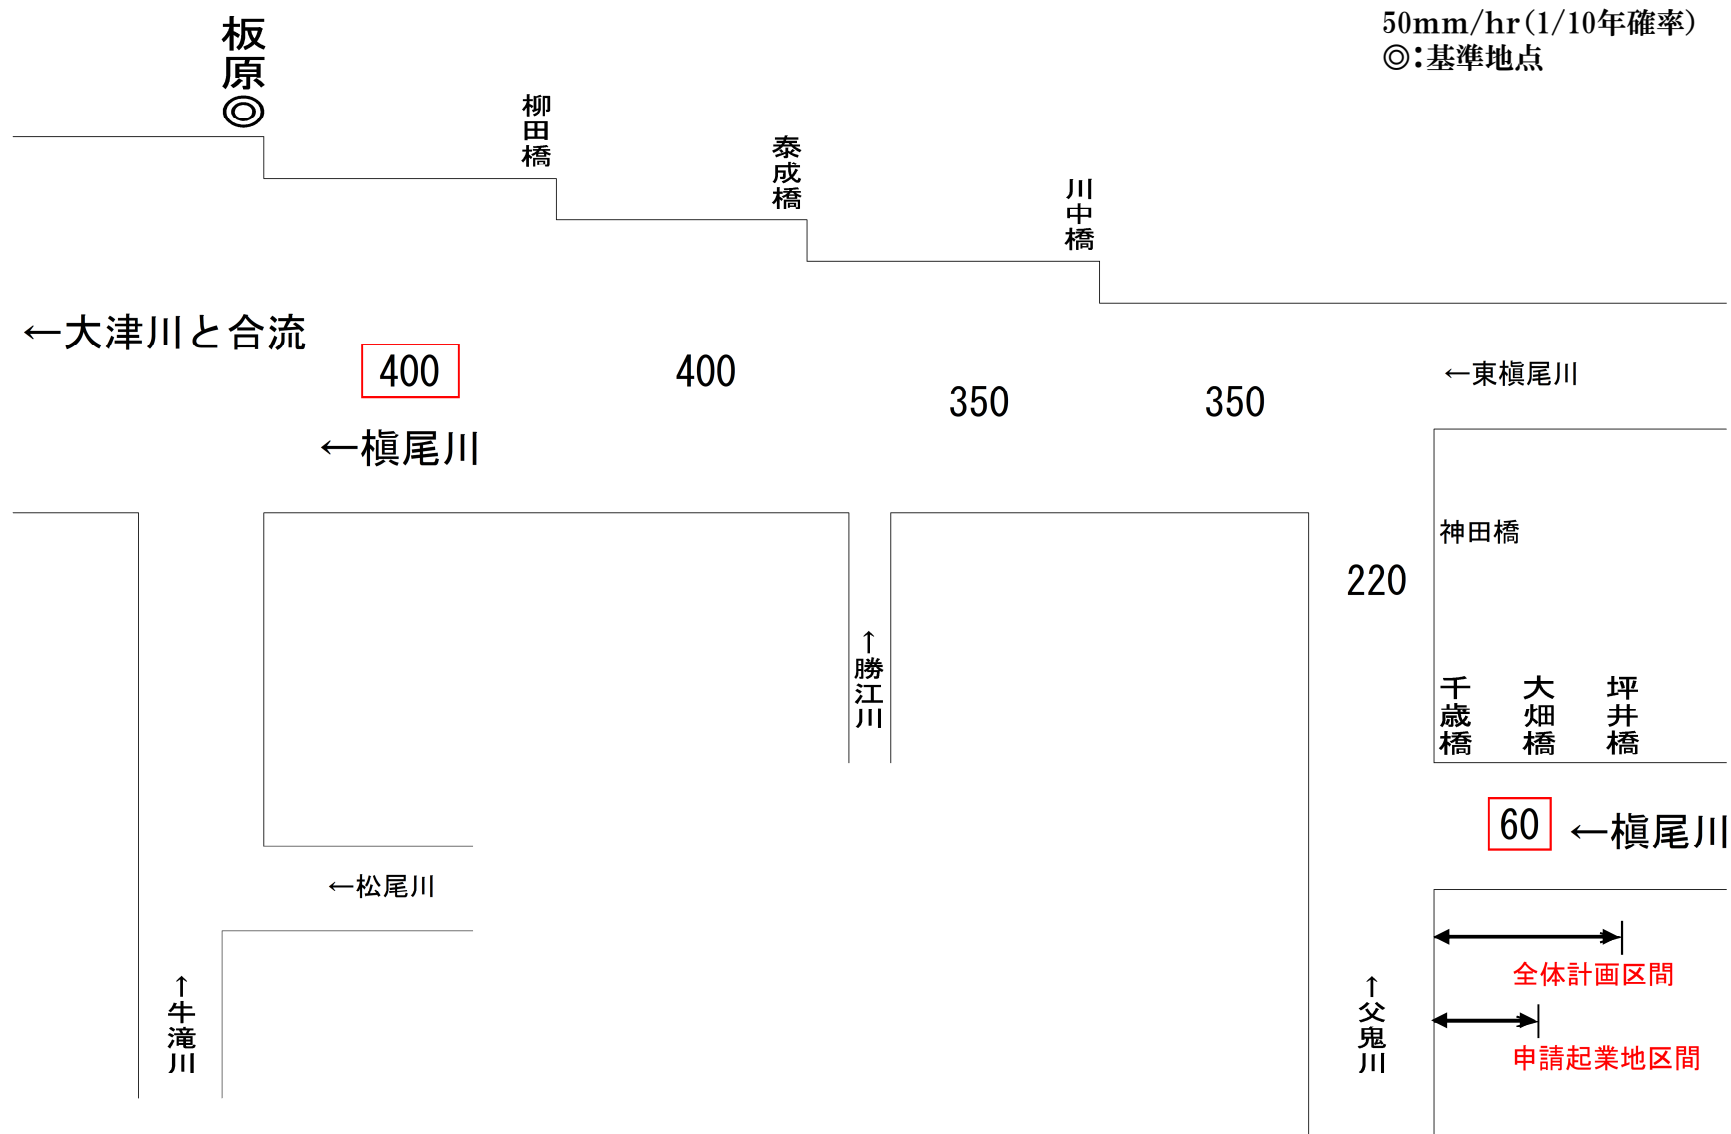 50mm/hr(1/10年確率)
◎:基準地点
板原◎
柳田橋
泰成橋
川中橋
←大津川と合流
400
400
350
350
←東槇尾川
←槇尾川
神田橋
220
←勝江川
千歳橋
大畑橋
坪井橋
60
←槇尾川
←松尾川
全体計画区間
←牛滝川
←父鬼川
申請起業地区間